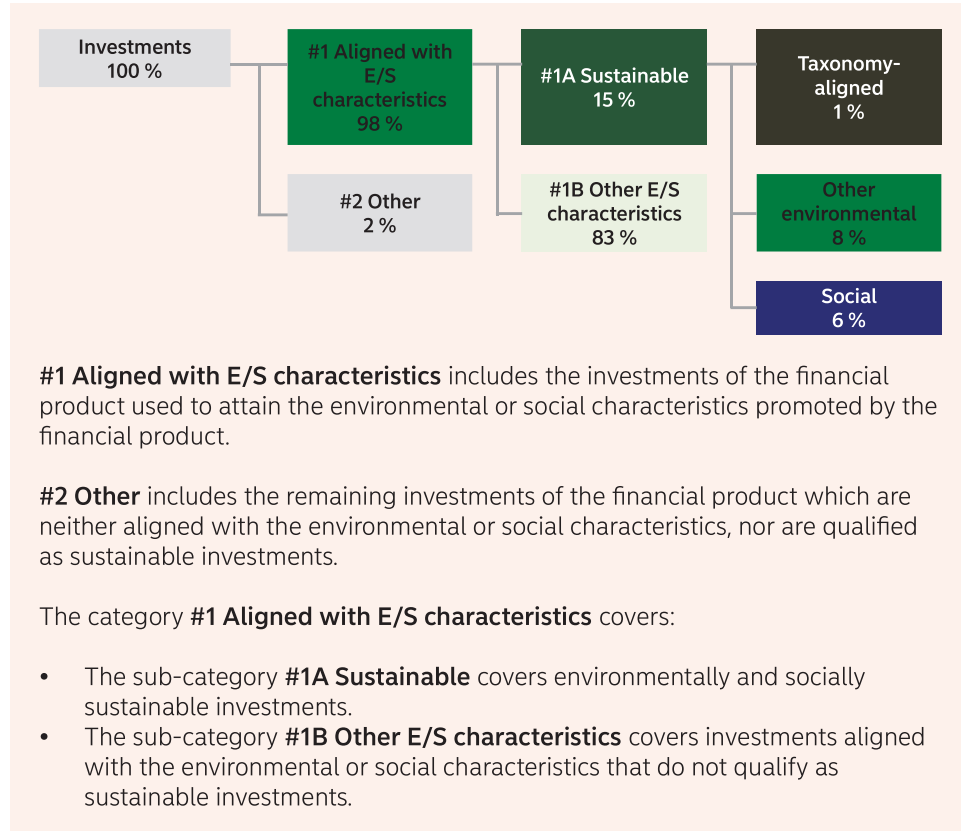 Investments
100 %
#1 Aligned with
E/S
characteristics
98 %
#1A Sustainable
15 %
Taxonomy-
aligned
1 %
#2 Other
2 %
#1B Other E/S
characteristics
83 %
Other
environmental
8 %
Social
6 %
#1 Aligned with E/S characteristics includes the investments of the financial
product used to attain the environmental or social characteristics promoted by the
financial product.
#2 Other includes the remaining investments of the financial product which are
neither aligned with the environmental or social characteristics, nor are qualified
as sustainable investments.
The category #1 Aligned with E/S characteristics covers:
• The sub-category #1A Sustainable covers environmentally and socially
sustainable investments.
• The sub-category #1B Other E/S characteristics covers investments aligned
with the environmental or social characteristics that do not qualify as
sustainable investments.